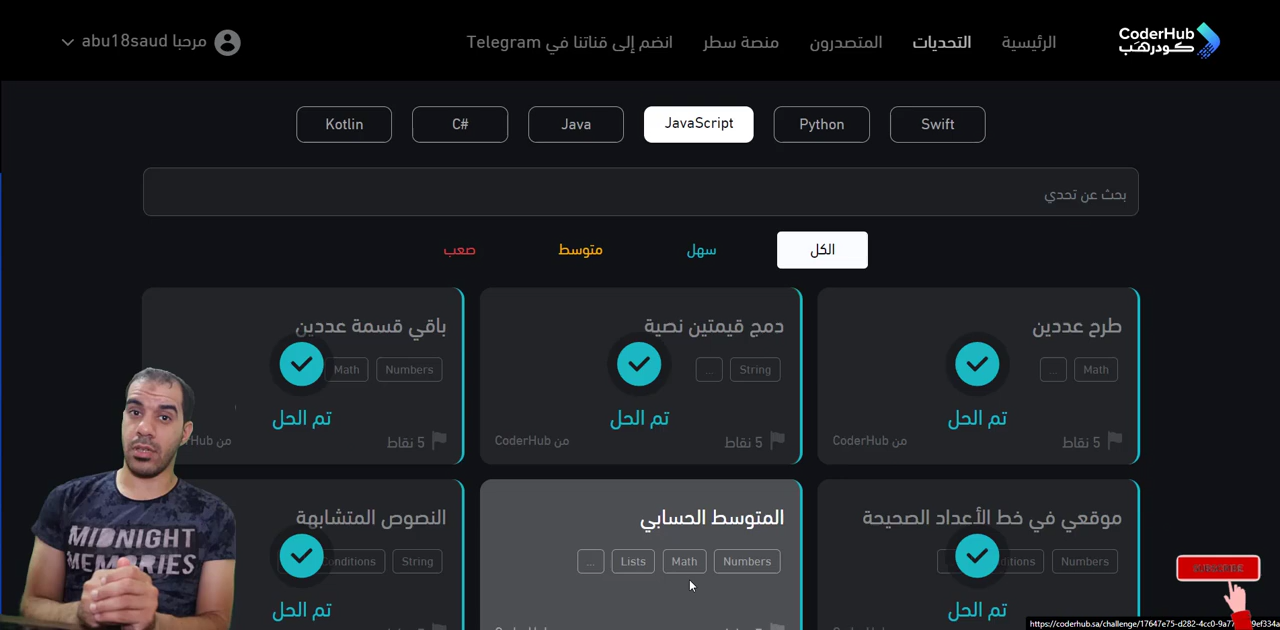 CoderHub
كودرهب
الرئيسية
التحديات
المتصدرون
منصة سطر
انضم إلى قناتنا في Telegram
مرحبا abu18saud
Kotlin
C#
Java
JavaScript
Python
Swift
بحث عن تحدي
الكل
سهل
متوسط
صعب
طرح عددين
Math
...
تم الحل
5 نقاط
من CoderHub
دمج قيمتين نصية
String
...
تم الحل
5 نقاط
من CoderHub
باقي قسمة عددين
Numbers
Math
تم الحل
5 نقاط
موقعي في خط الأعداد الصحيحة
Numbers
تم الحل
المتوسط الحسابي
Numbers
Math
Lists
...
النصوص المتشابهة
String
تم الحل
MIDNIGHT
MEMORIES